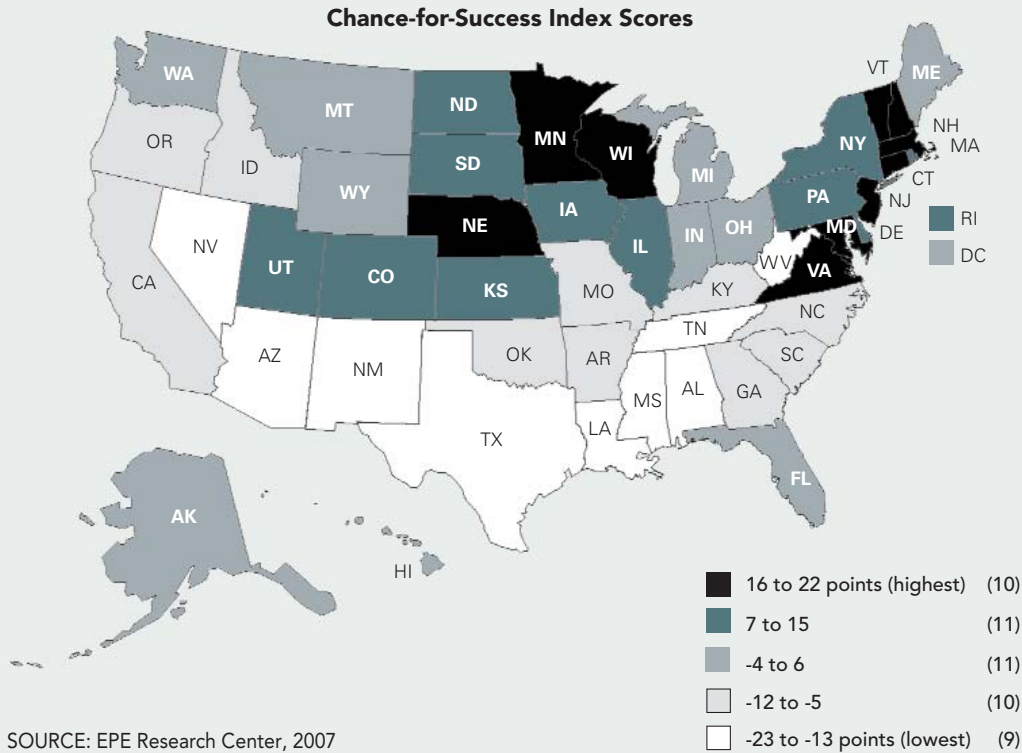 Chance-for-Success Index Scores
WA
MT
ND
MN
VT
ME
OR
ID
WY
SD
WI
MI
NY
NH
MA
CT
NJ
RI
DC
NV
UT
CO
NE
IA
IL
IN
OH
PA
MD
DE
CA
KS
MO
KY
WV
VA
AZ
NM
OK
AR
TN
NC
SC
TX
LA
MS
AL
GA
FL
AK
HI
16 to 22 points (highest) (10)
7 to 15 (11)
-4 to 6 (11)
-12 to -5 (10)
-23 to -13 points (lowest) (9)
SOURCE: EPE Research Center, 2007